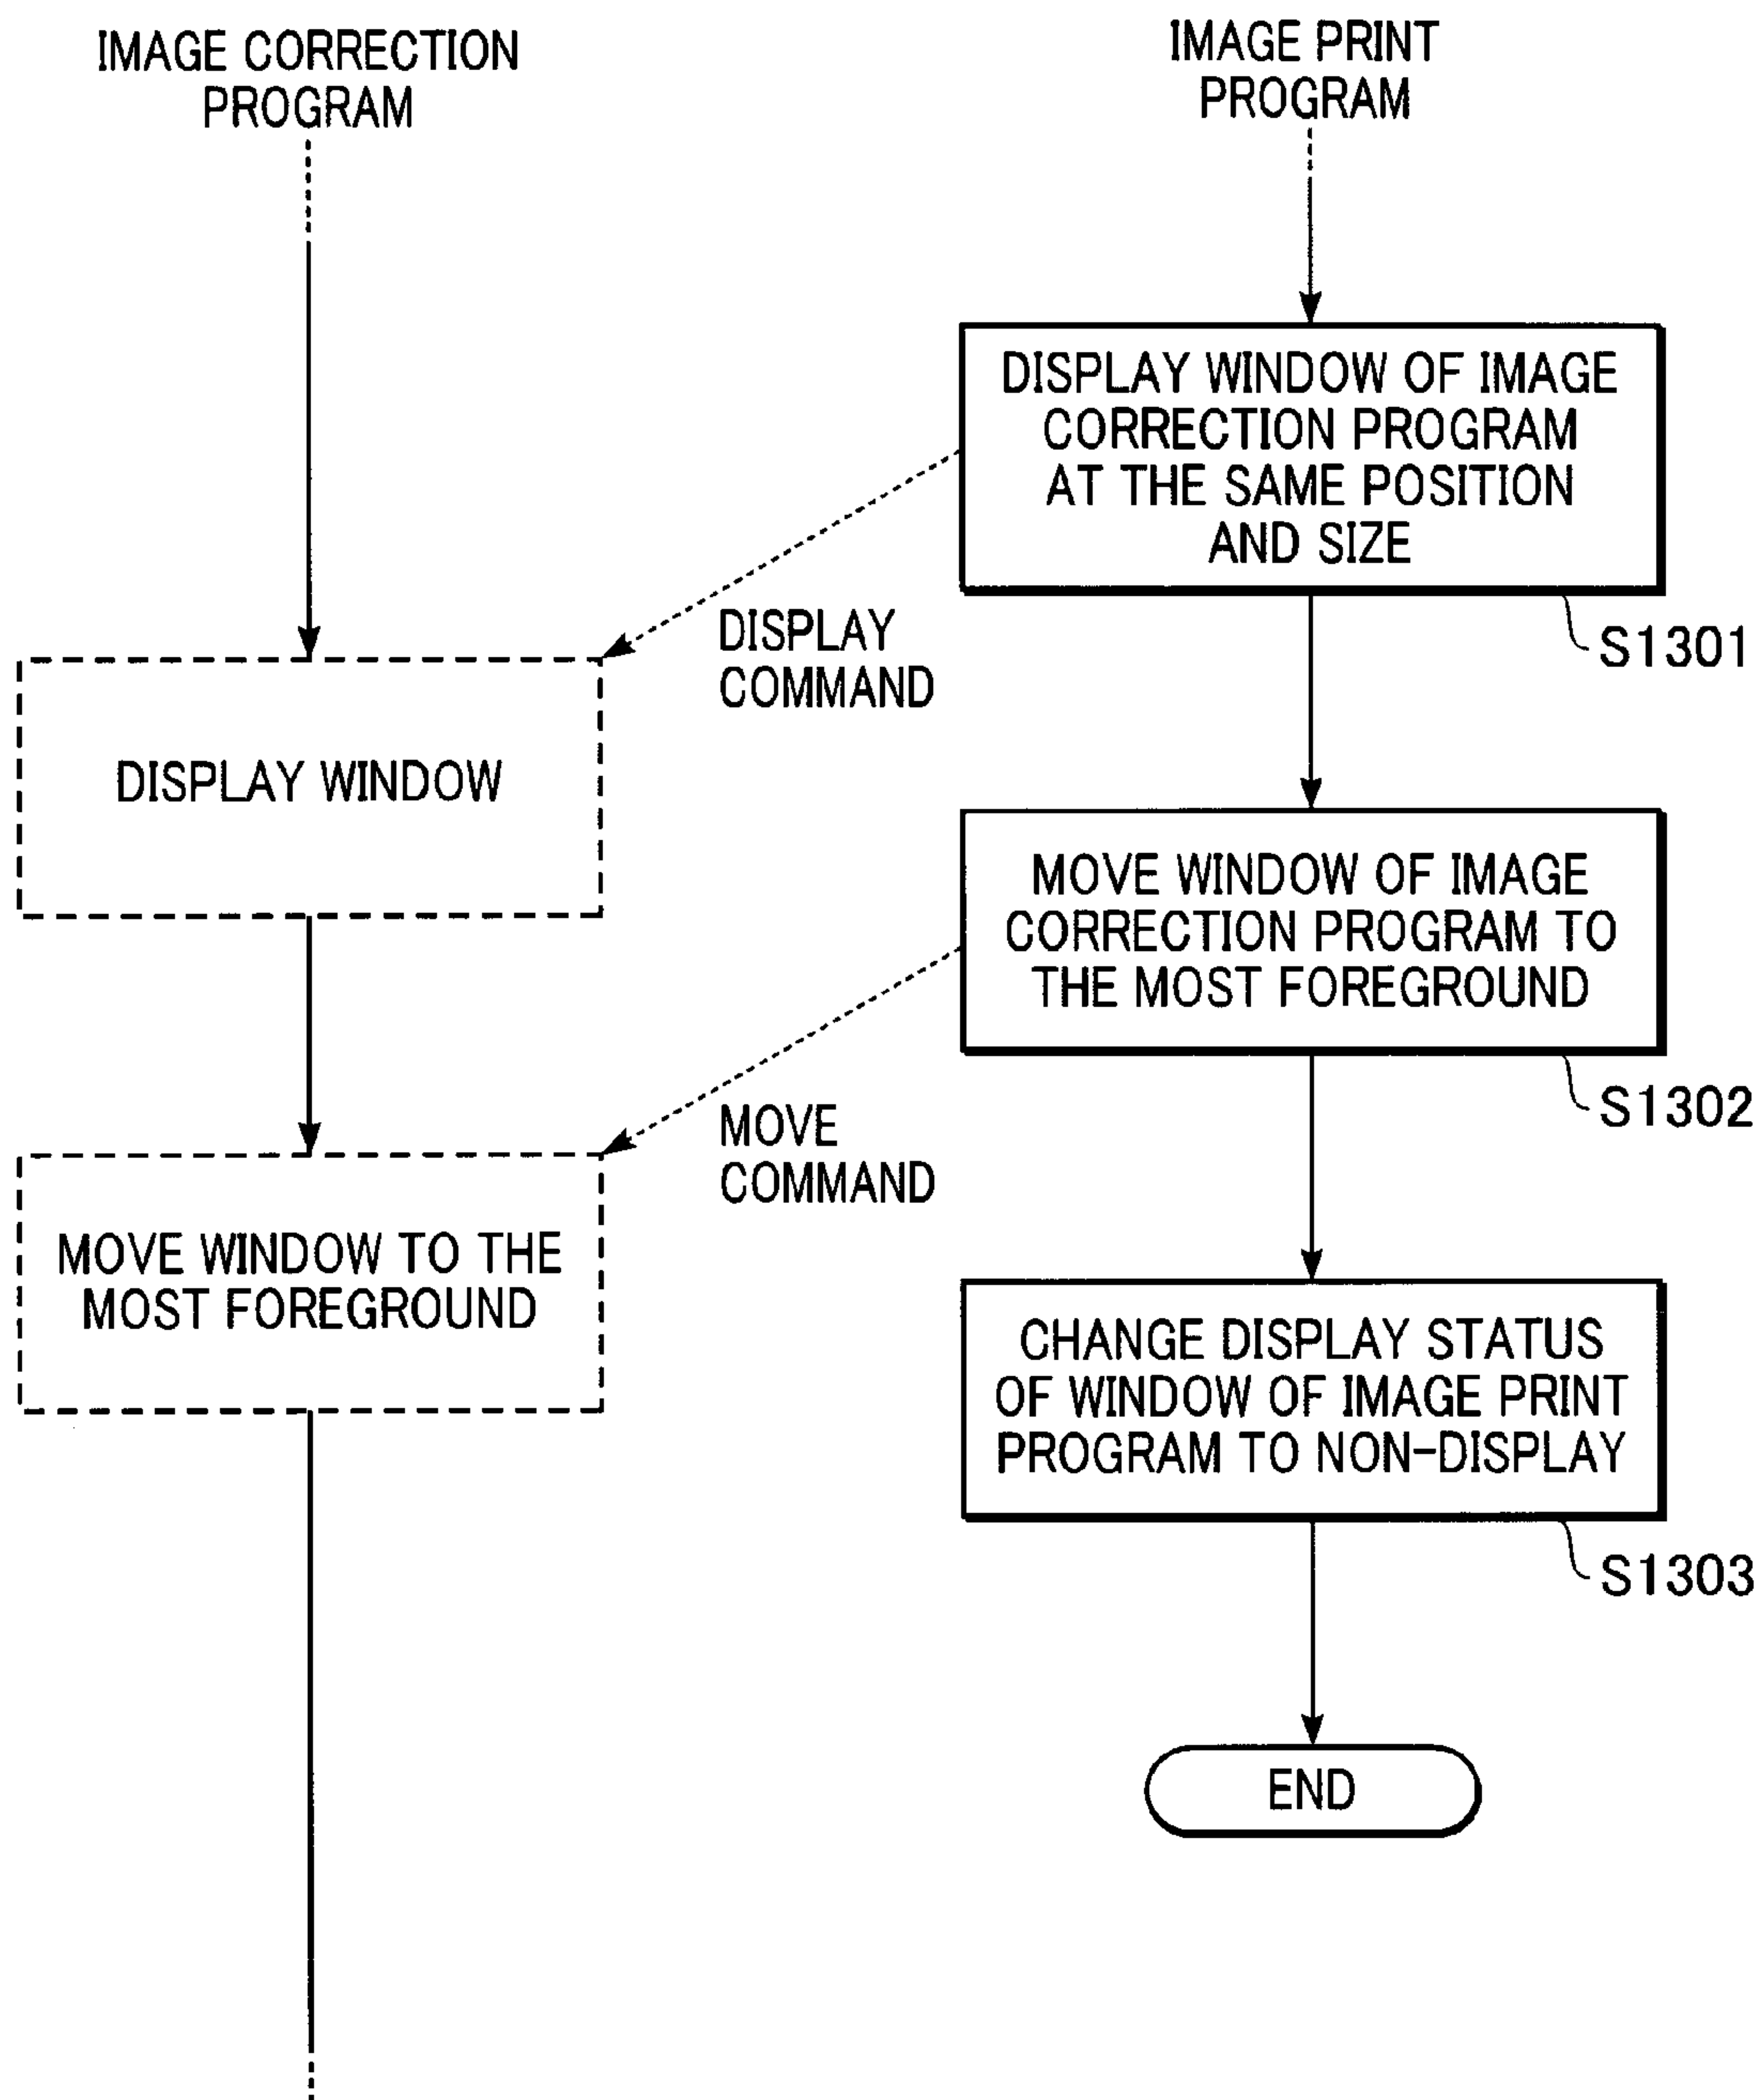 IMAGE CORRECTION
PROGRAM
IMAGE PRINT
PROGRAM
DISPLAY WINDOW OF IMAGE
CORRECTION PROGRAM
AT THE SAME POSITION
AND SIZE
S1301
DISPLAY
COMMAND
DISPLAY WINDOW
MOVE WINDOW OF IMAGE
CORRECTION PROGRAM TO
THE MOST FOREGROUND
S1302
MOVE
COMMAND
MOVE WINDOW TO THE
MOST FOREGROUND
CHANGE DISPLAY STATUS
OF WINDOW OF IMAGE PRINT
PROGRAM TO NON-DISPLAY
S1303
END